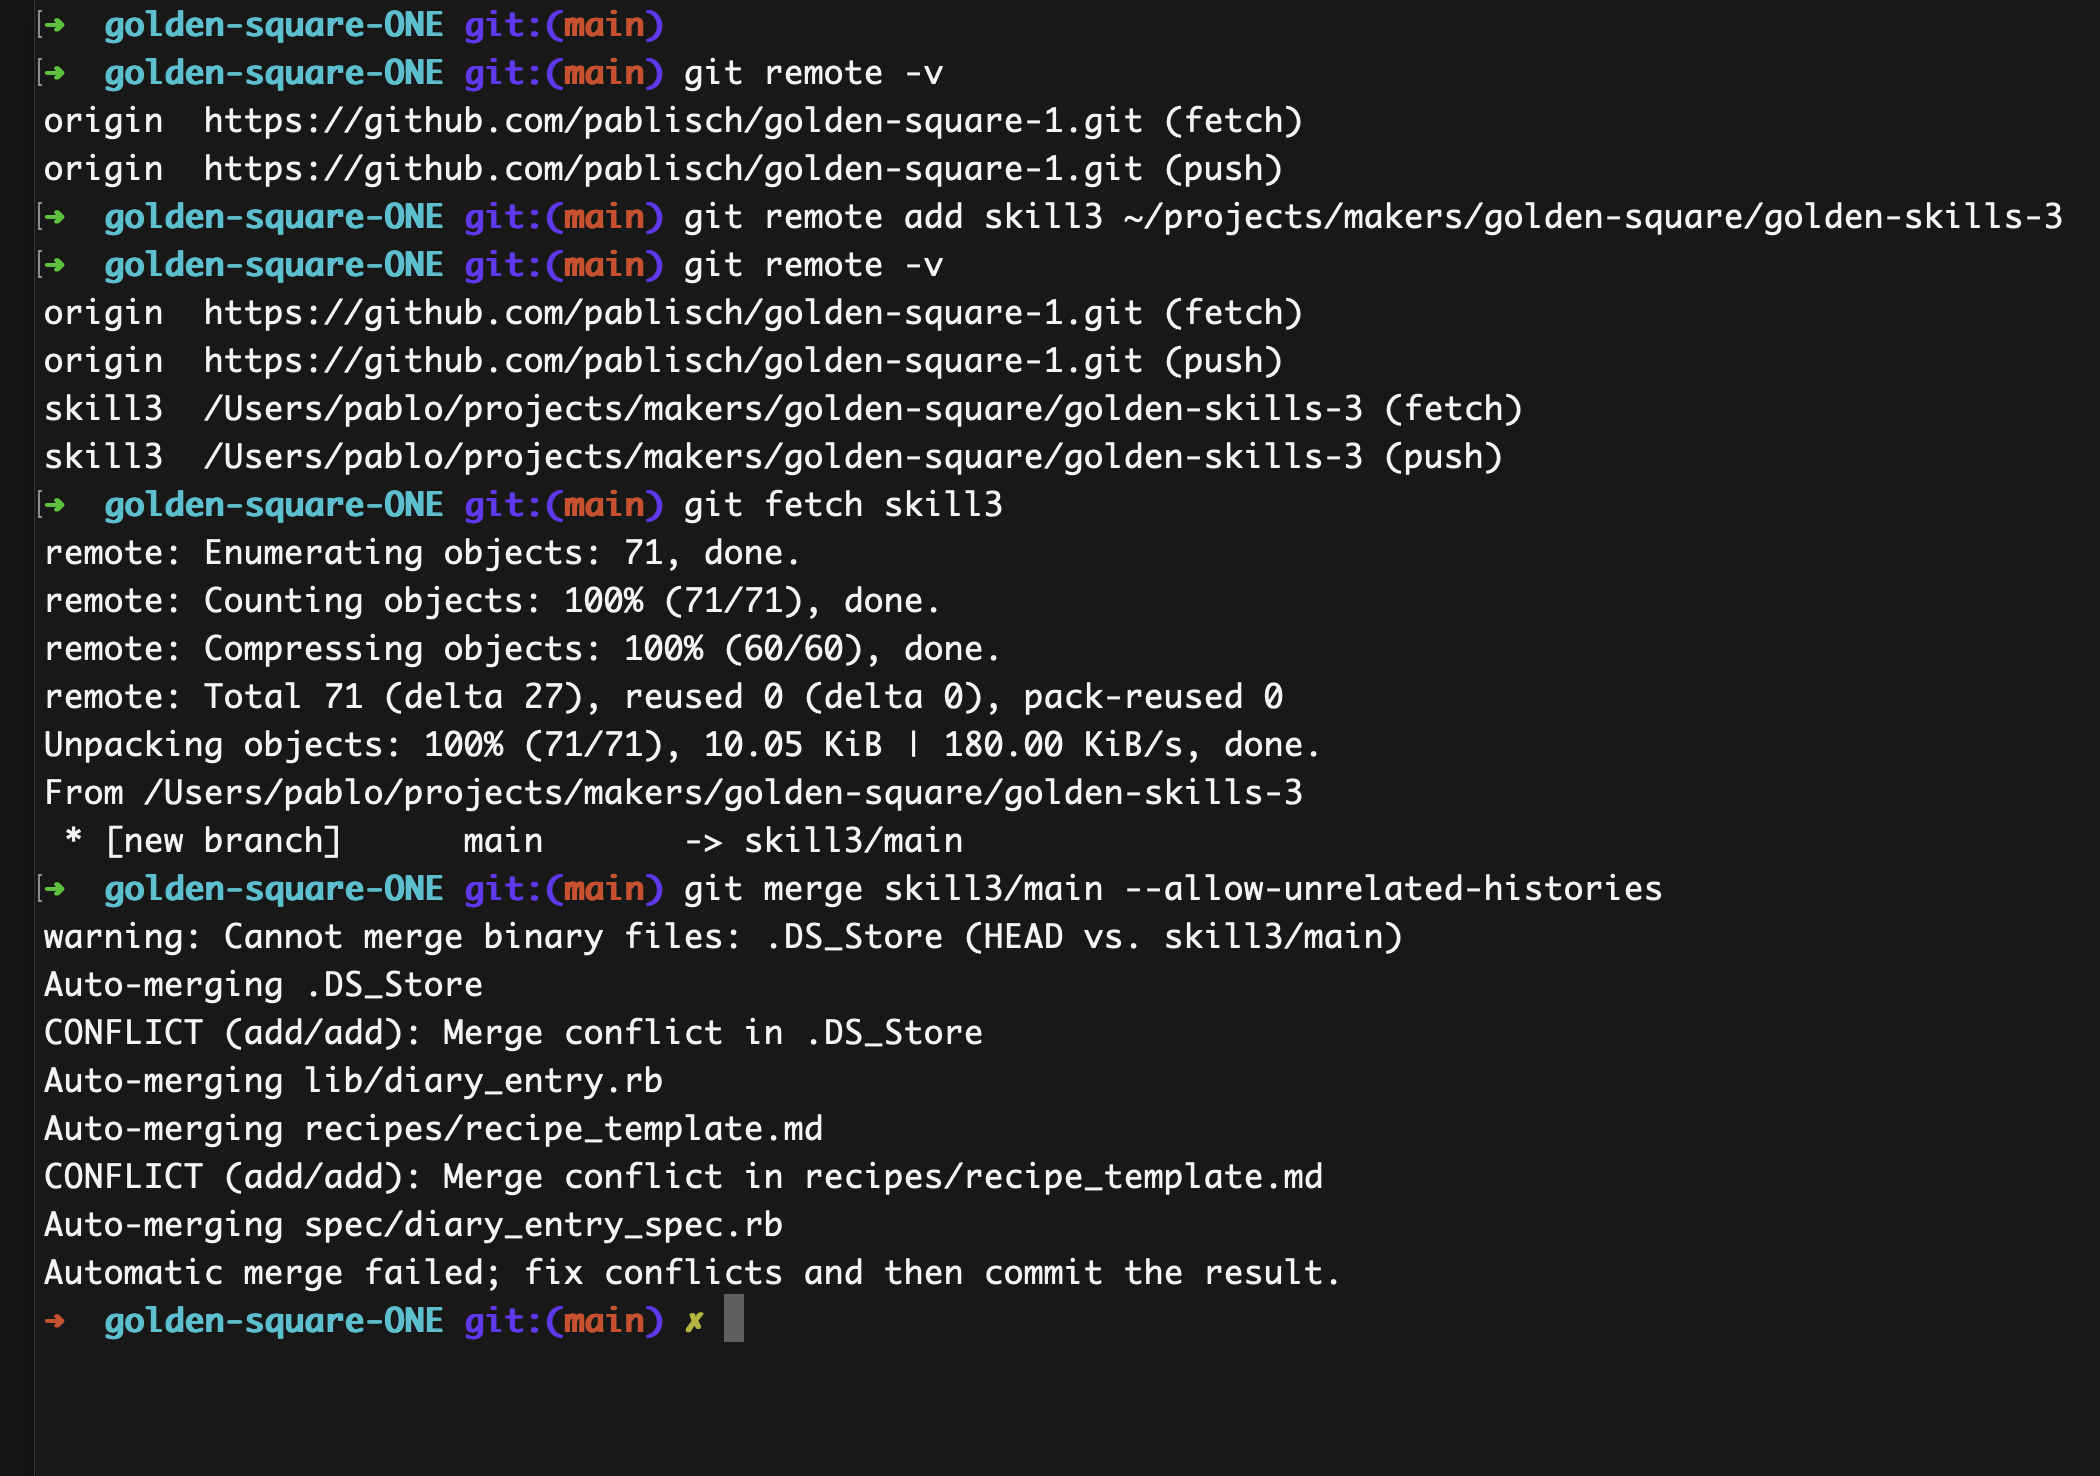 [➜  golden-square-ONE git:(main)
[➜  golden-square-ONE git:(main) git remote -v
origin  https://github.com/pablisch/golden-square-1.git (fetch)
origin  https://github.com/pablisch/golden-square-1.git (push)
[➜  golden-square-ONE git:(main) git remote add skill3 ~/projects/makers/golden-square/golden-skills-3
[➜  golden-square-ONE git:(main) git remote -v
origin  https://github.com/pablisch/golden-square-1.git (fetch)
origin  https://github.com/pablisch/golden-square-1.git (push)
skill3  /Users/pablo/projects/makers/golden-square/golden-skills-3 (fetch)
skill3  /Users/pablo/projects/makers/golden-square/golden-skills-3 (push)
[➜  golden-square-ONE git:(main) git fetch skill3
remote: Enumerating objects: 71, done.
remote: Counting objects: 100% (71/71), done.
remote: Compressing objects: 100% (60/60), done.
remote: Total 71 (delta 27), reused 0 (delta 0), pack-reused 0
Unpacking objects: 100% (71/71), 10.05 KiB | 180.00 KiB/s, done.
From /Users/pablo/projects/makers/golden-square/golden-skills-3
 * [new branch]      main       -> skill3/main
[➜  golden-square-ONE git:(main) git merge skill3/main --allow-unrelated-histories
warning: Cannot merge binary files: .DS_Store (HEAD vs. skill3/main)
Auto-merging .DS_Store
CONFLICT (add/add): Merge conflict in .DS_Store
Auto-merging lib/diary_entry.rb
Auto-merging recipes/recipe_template.md
CONFLICT (add/add): Merge conflict in recipes/recipe_template.md
Auto-merging spec/diary_entry_spec.rb
Automatic merge failed; fix conflicts and then commit the result.
➜  golden-square-ONE git:(main) ✗